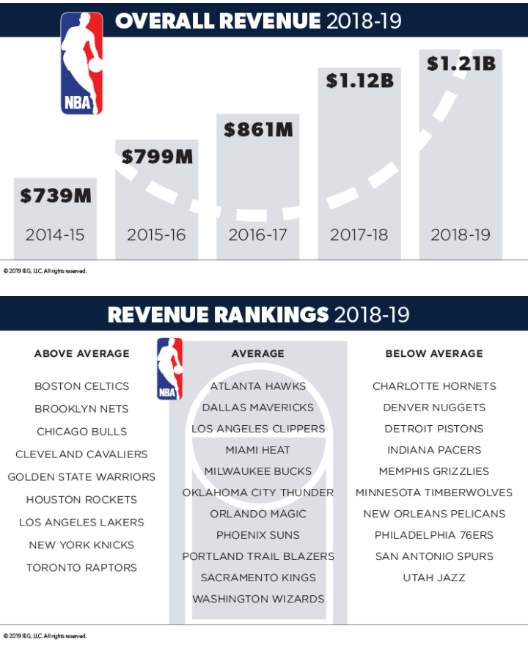 OVERALL REVENUE 2018-19
NBA
$739M
$799M
$861M
$1.12B
$1.21B
2014-15
2015-16
2016-17
2017-18
2018-19
© 2019 IEG, LLC. All rights reserved.
REVENUE RANKINGS 2018-19
NBA
ABOVE AVERAGE
BOSTON CELTICS
BROOKLYN NETS
CHICAGO BULLS
CLEVELAND CAVALIERS
GOLDEN STATE WARRIORS
HOUSTON ROCKETS
LOS ANGELES LAKERS
NEW YORK KNICKS
TORONTO RAPTORS
AVERAGE
ATLANTA HAWKS
DALLAS MAVERICKS
LOS ANGELES CLIPPERS
MIAMI HEAT
MILWAUKEE BUCKS
OKLAHOMA CITY THUNDER
ORLANDO MAGIC
PHOENIX SUNS
PORTLAND TRAIL BLAZERS
SACRAMENTO KINGS
WASHINGTON WIZARDS
BELOW AVERAGE
CHARLOTTE HORNETS
DENVER NUGGETS
DETROIT PISTONS
INDIANA PACERS
MEMPHIS GRIZZLIES
MINNESOTA TIMBERWOLVES
NEW ORLEANS PELICANS
PHILADELPHIA 76ERS
SAN ANTONIO SPURS
UTAH JAZZ
© 2019 IEG, LLC. All rights reserved.